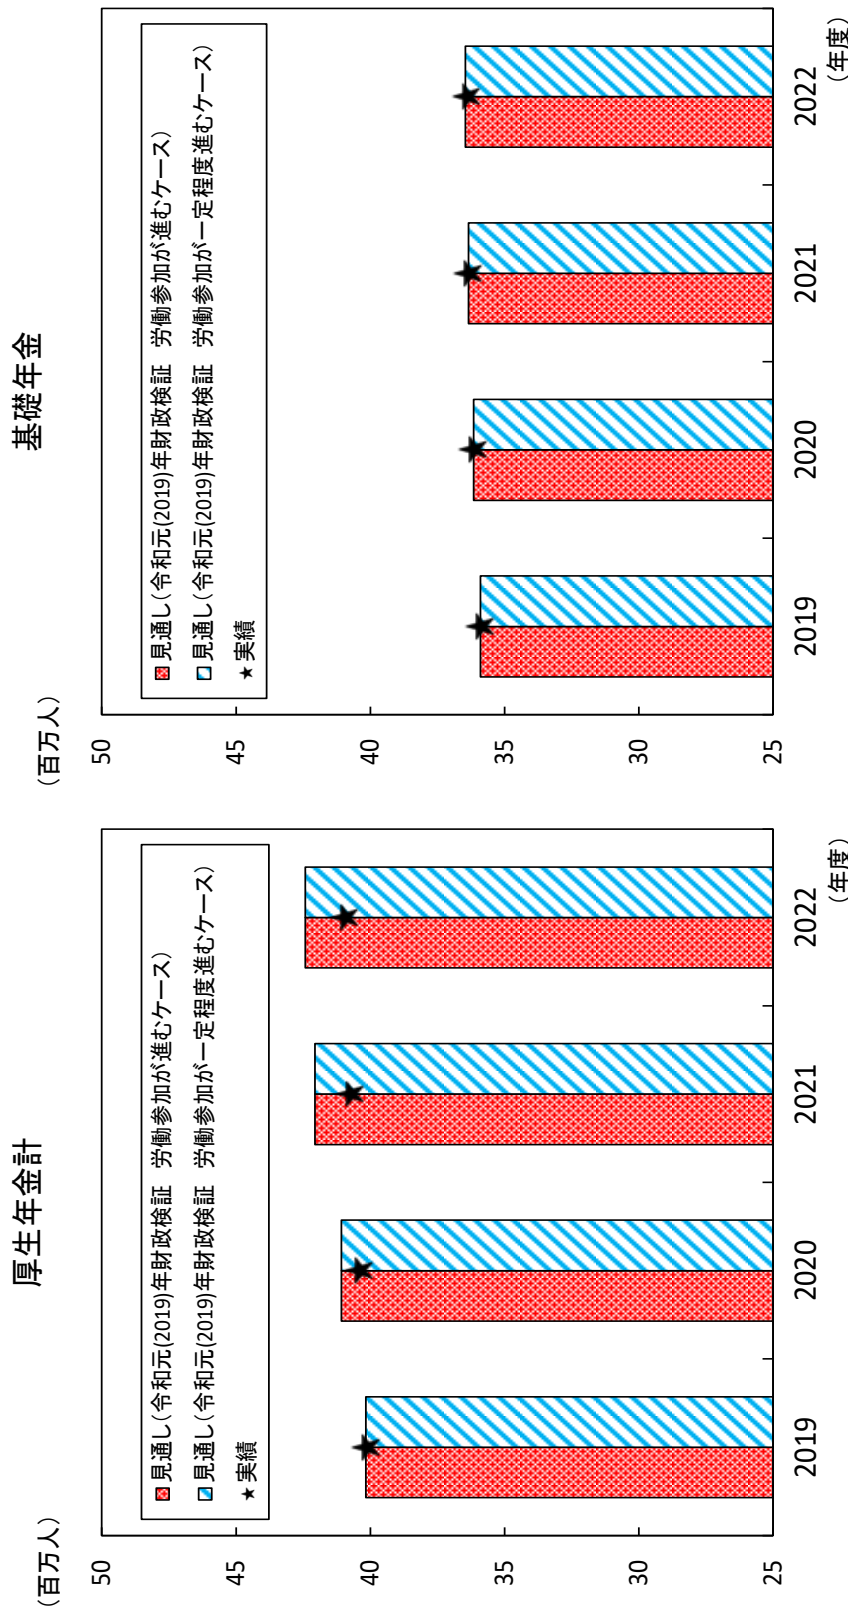 厚生年金計
（百万人）
見通し（令和元(2019)年財政検証　労働参加が進むケース）
見通し（令和元(2019)年財政検証　労働参加が一定程度進むケース）
★実績
50
45
40
35
30
25
2019
2020
2021
2022
（年度）
基礎年金
（百万人）
見通し（令和元(2019)年財政検証　労働参加が進むケース）
見通し（令和元(2019)年財政検証　労働参加が一定程度進むケース）
★実績
50
45
40
35
30
25
2019
2020
2021
2022
（年度）